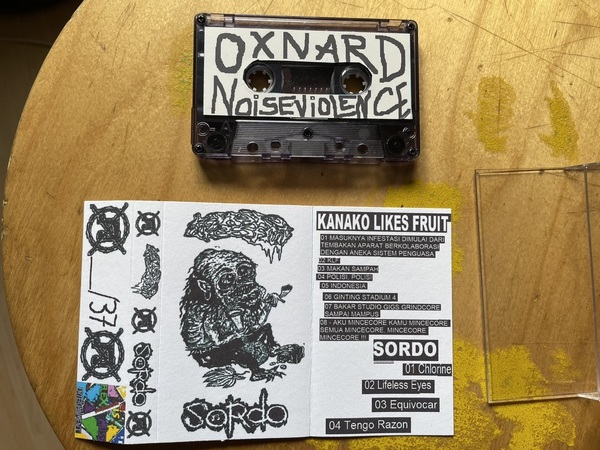 OXNARD
NOiSEViOLENCE
__/37
SORDO
SORDO
KANAKO LIKES FRUIT
01 MASUKNYA INFESTASI DIMULAI DARI
TEMBAKAN APARAT BERKOLABORASI
DENGAN ANEKA SISTEM PENGUASA
02 KLF
03 MAKAN SAMPAH
04 POLISI, POLISI
05 INDONESIA
06 GINTING STADIUM 4
07 BAKAR STUDIO GIGS GRINDCORE
SAMPAI MAMPUS
08 - AKU MINCECORE KAMU MINCECORE
SEMUA MINCECORE, MINCECORE
MINCECORE !!!
SORDO
01 Chlorine
02 Lifeless Eyes
03 Equivocar
04 Tengo Razon